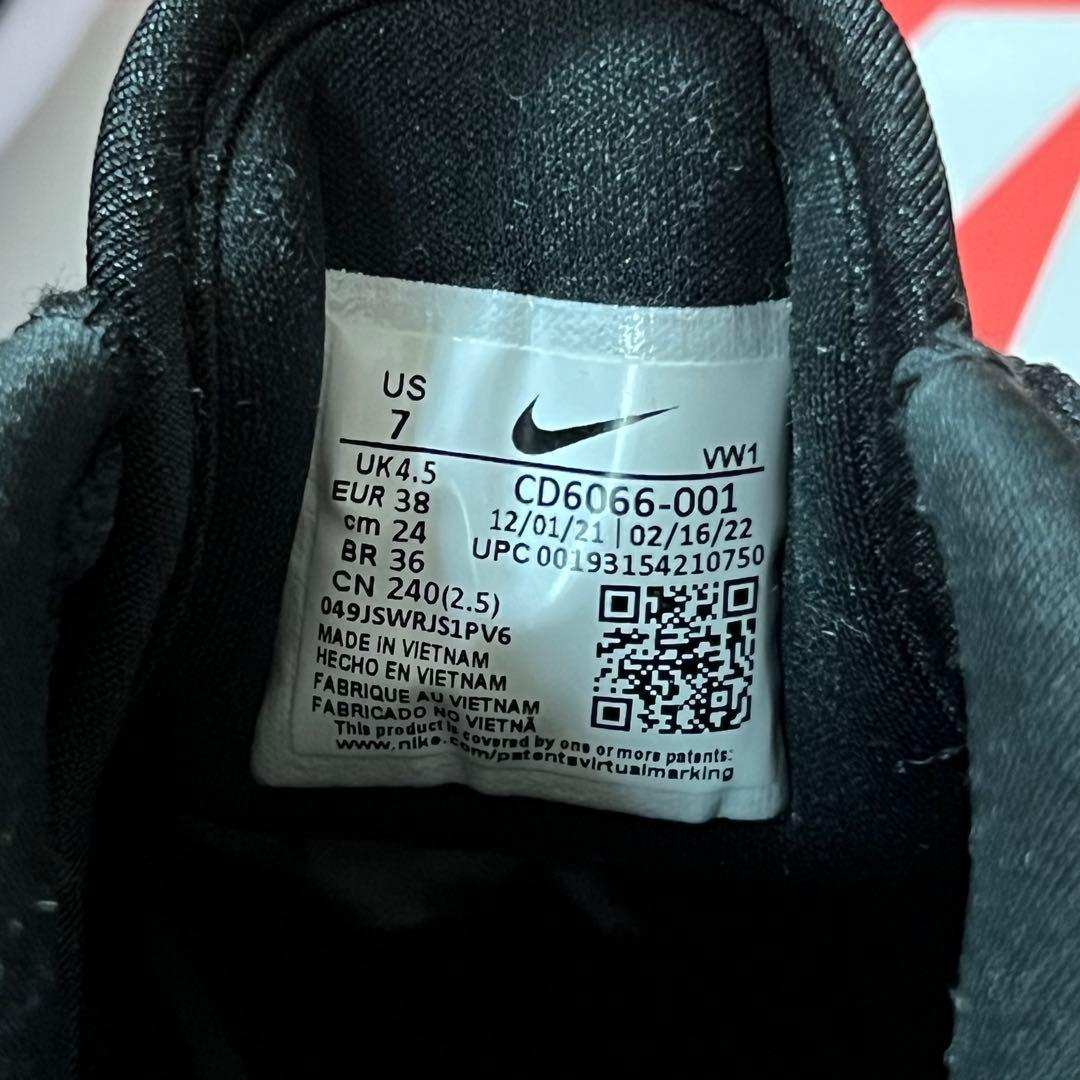 US
7
VW1
UK 4.5
EUR 38
cm 24
BR 36
CN 240(2.5)
CD6066-001
12/01/21 | 02/16/22
UPC 00193154210750
049JSWRJS1PV6
MADE IN VIETNAM
HECHO EN VIETNAM
FABRIQUE AU VIETNAM
FABRICADO NO VIETNÃ
This product is covered by one or more patents:
www.nike.com/patentsvirtualmarking